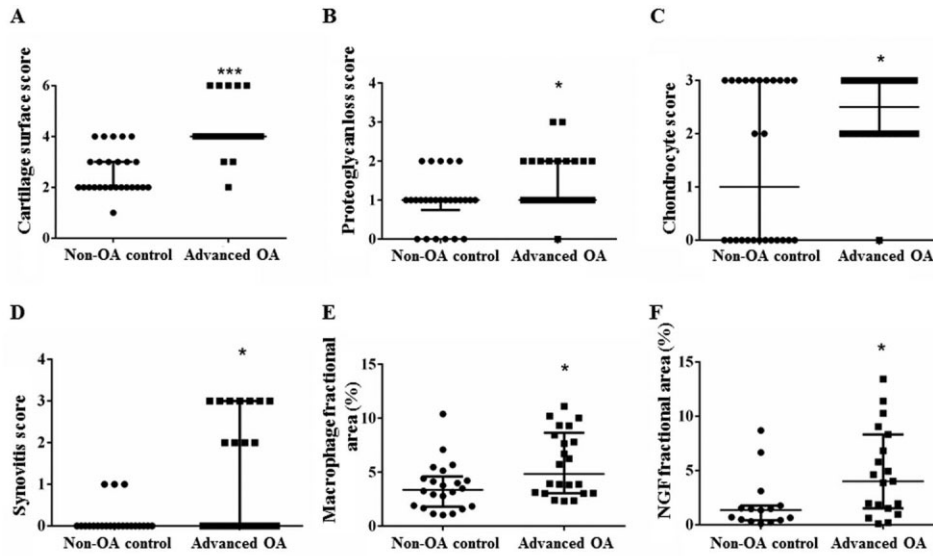 A
Cartilage surface score
6
4
2
0
***
Non-OA control Advanced OA
B
Proteoglycanloss score
4
3
2
1
0
*
Non-OA control Advanced OA
C
Chondrocyte score
3
2
1
0
*
Non-OA control Advanced OA
D
Synovitis score
4
3
2
1
0
*
Non-OA control Advanced OA
E
Macrophage fractional
area (%)
15
10
5
0
*
Non-OA control Advanced OA
F
NGF fractional area (%)
15
10
5
0
*
Non-OA control Advanced OA